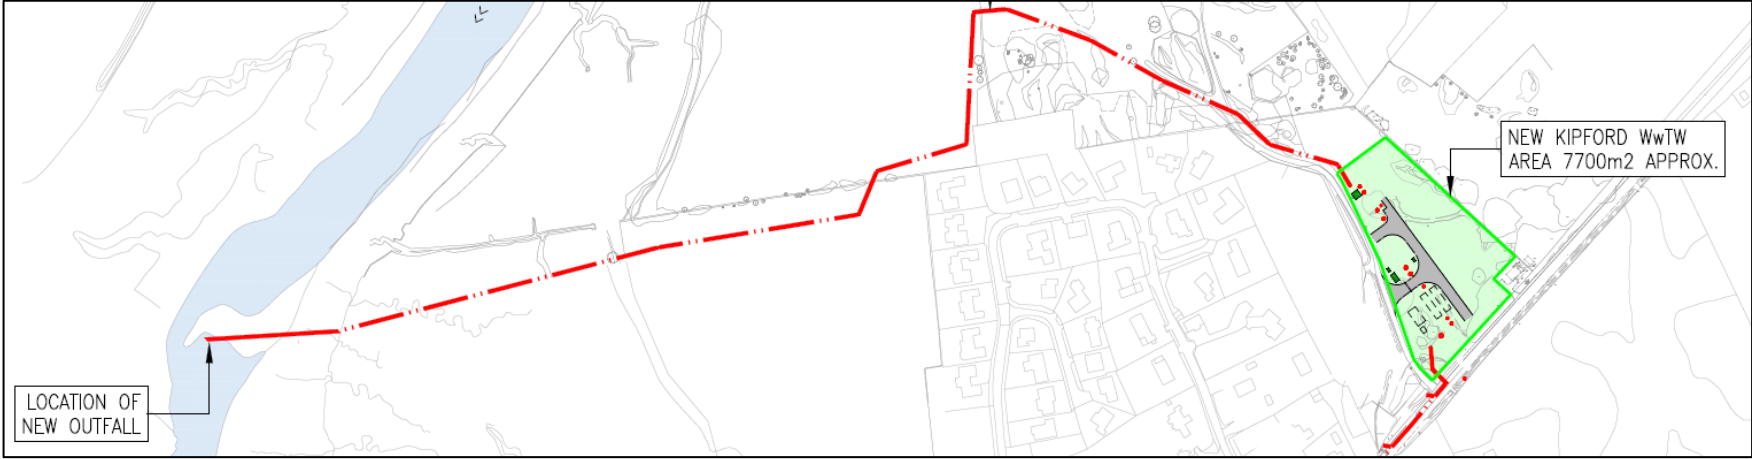 NEW KIPFORD WwTW
AREA 7700m2 APPROX.
LOCATION OF
NEW OUTFALL